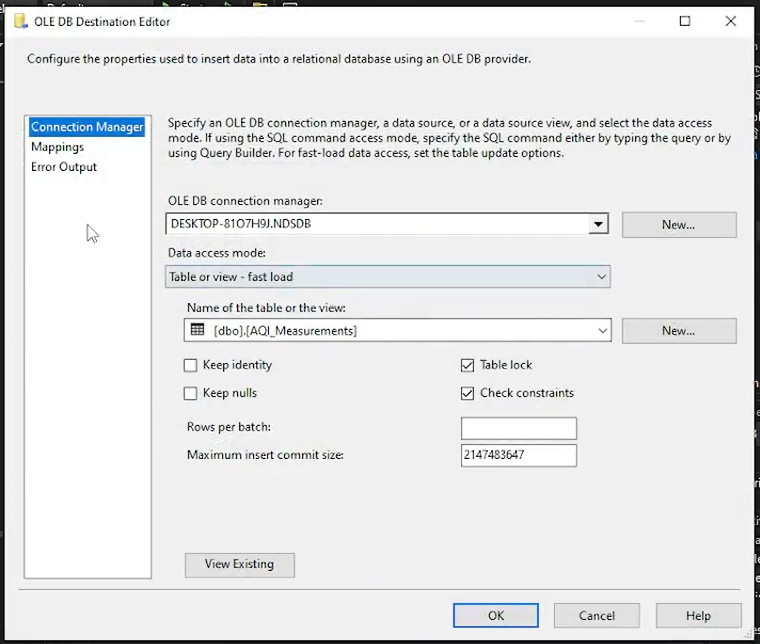 OLE DB Destination Editor
Configure the properties used to insert data into a relational database using an OLE DB provider.
Connection Manager
Mappings
Error Output
Specify an OLE DB connection manager, a data source, or a data source view, and select the data access
mode. If using the SQL command access mode, specify the SQL command either by typing the query or by
using Query Builder. For fast-load data access, set the table update options.
OLE DB connection manager:
DESKTOP-81O7H9J.NDSDB
New...
Data access mode:
Table or view - fast load
Name of the table or the view:
[dbo].[AQI_Measurements]
New...
Keep identity
Table lock
Keep nulls
Check constraints
Rows per batch:
Maximum insert commit size:
2147483647
View Existing
OK
Cancel
Help